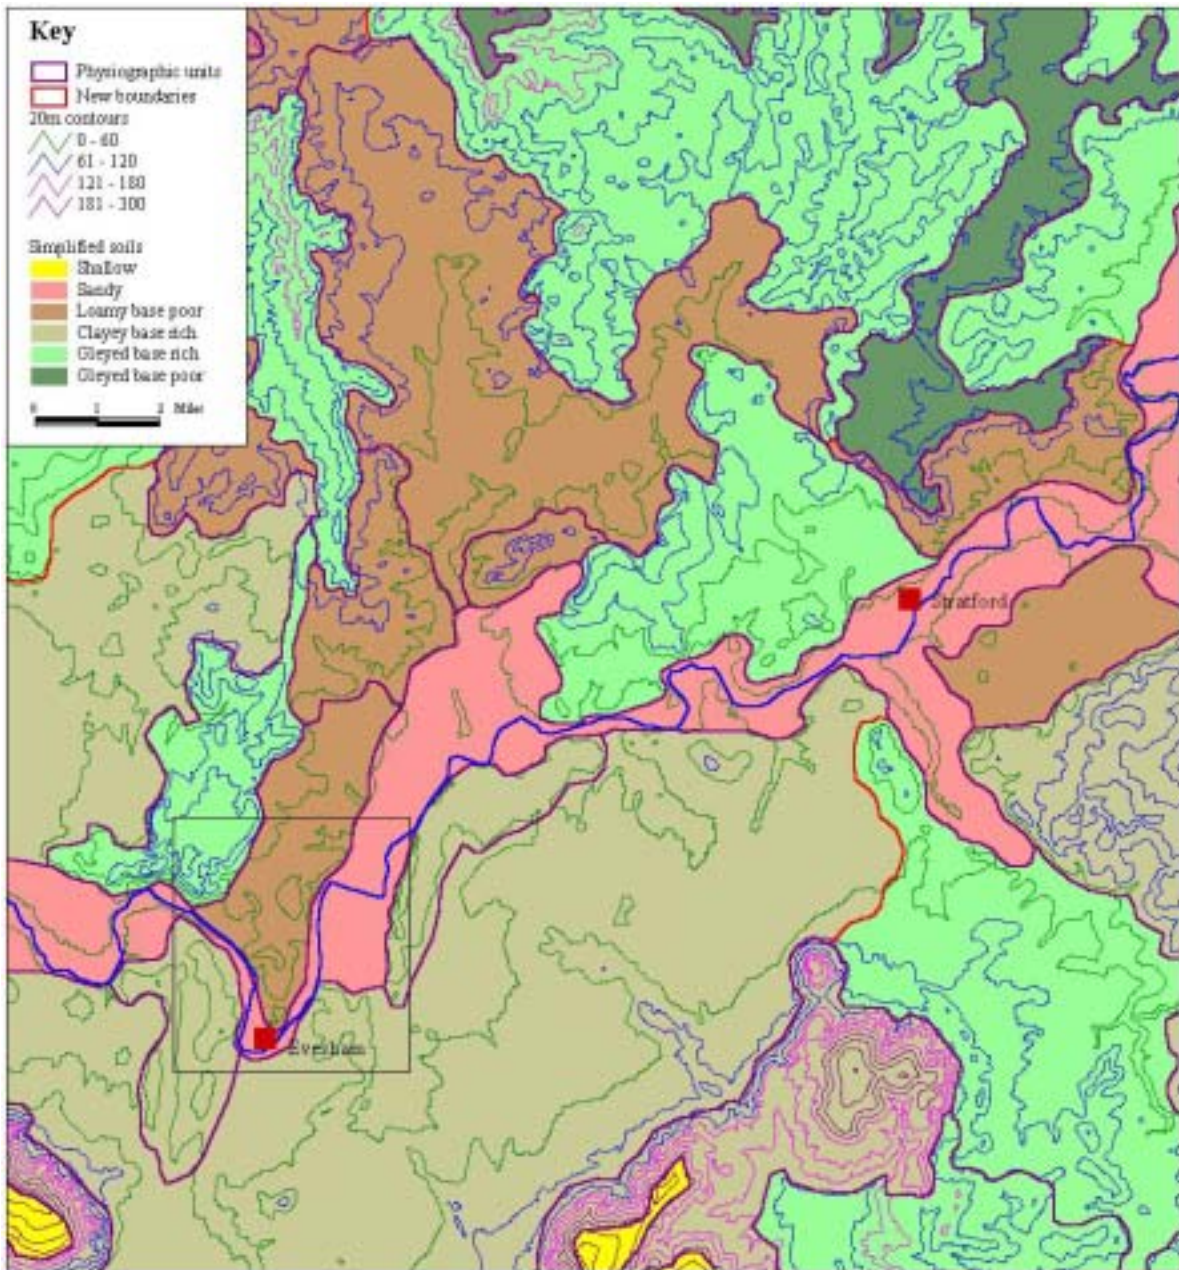 Key
Physiographic units
New boundaries
20m contours
0 - 60
61 - 120
121 - 180
181 - 300
Simplified soils
Shallow
Sandy
Loamy base poor
Clayey base rich
Gleyed base rich
Gleyed base poor
0 1 2 Miles
Stratford
Evesham